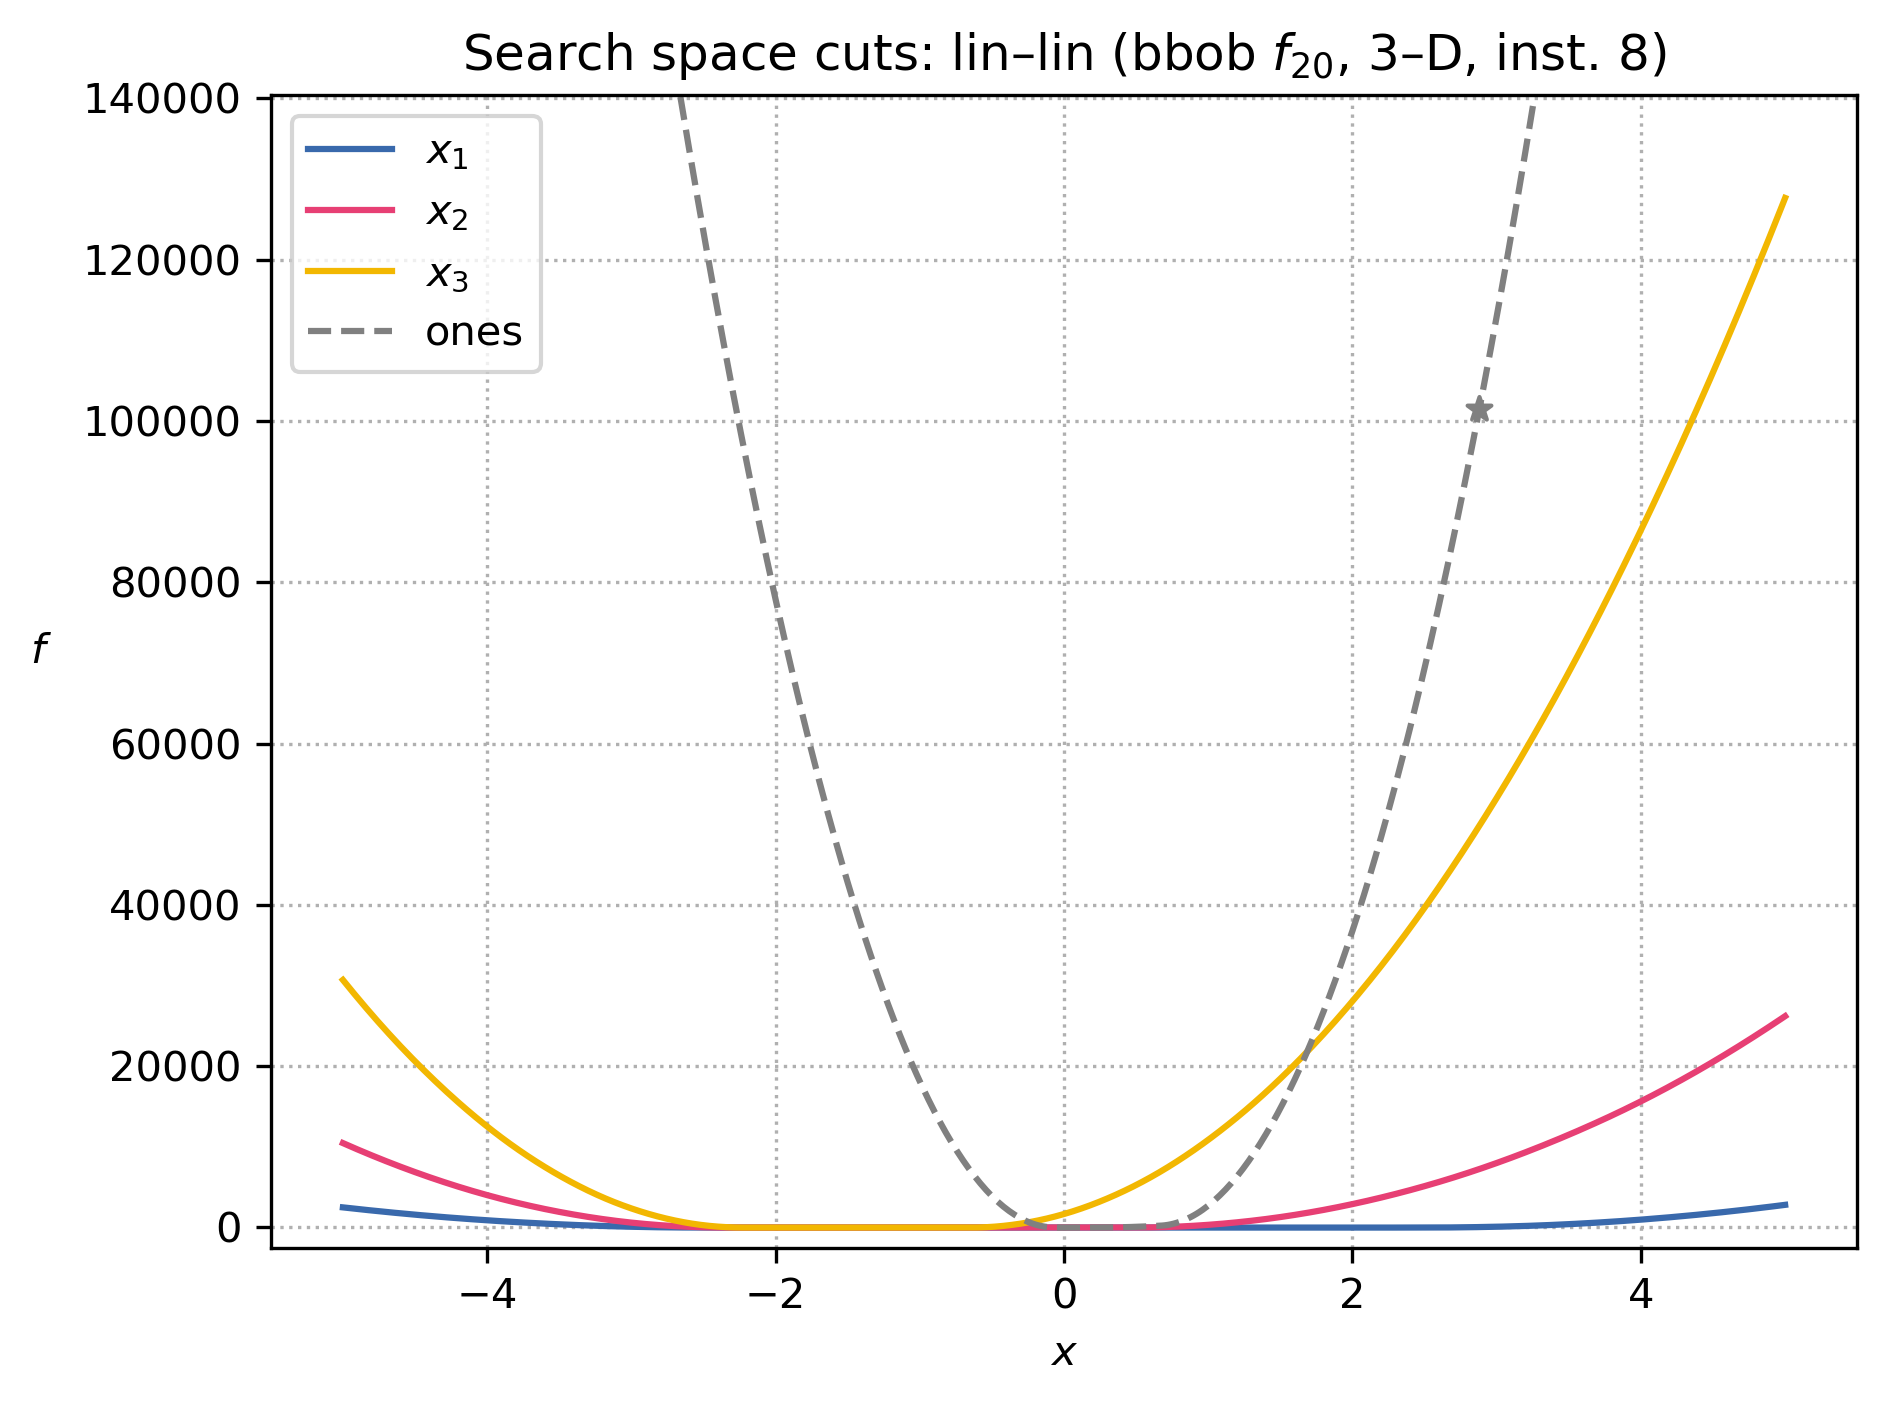 Search space cuts: lin–lin (bbob f20, 3–D, inst. 8)
140000
120000
100000
80000
60000
40000
20000
0
f
x1
x2
x3
ones
−4
−2
0
2
4
x